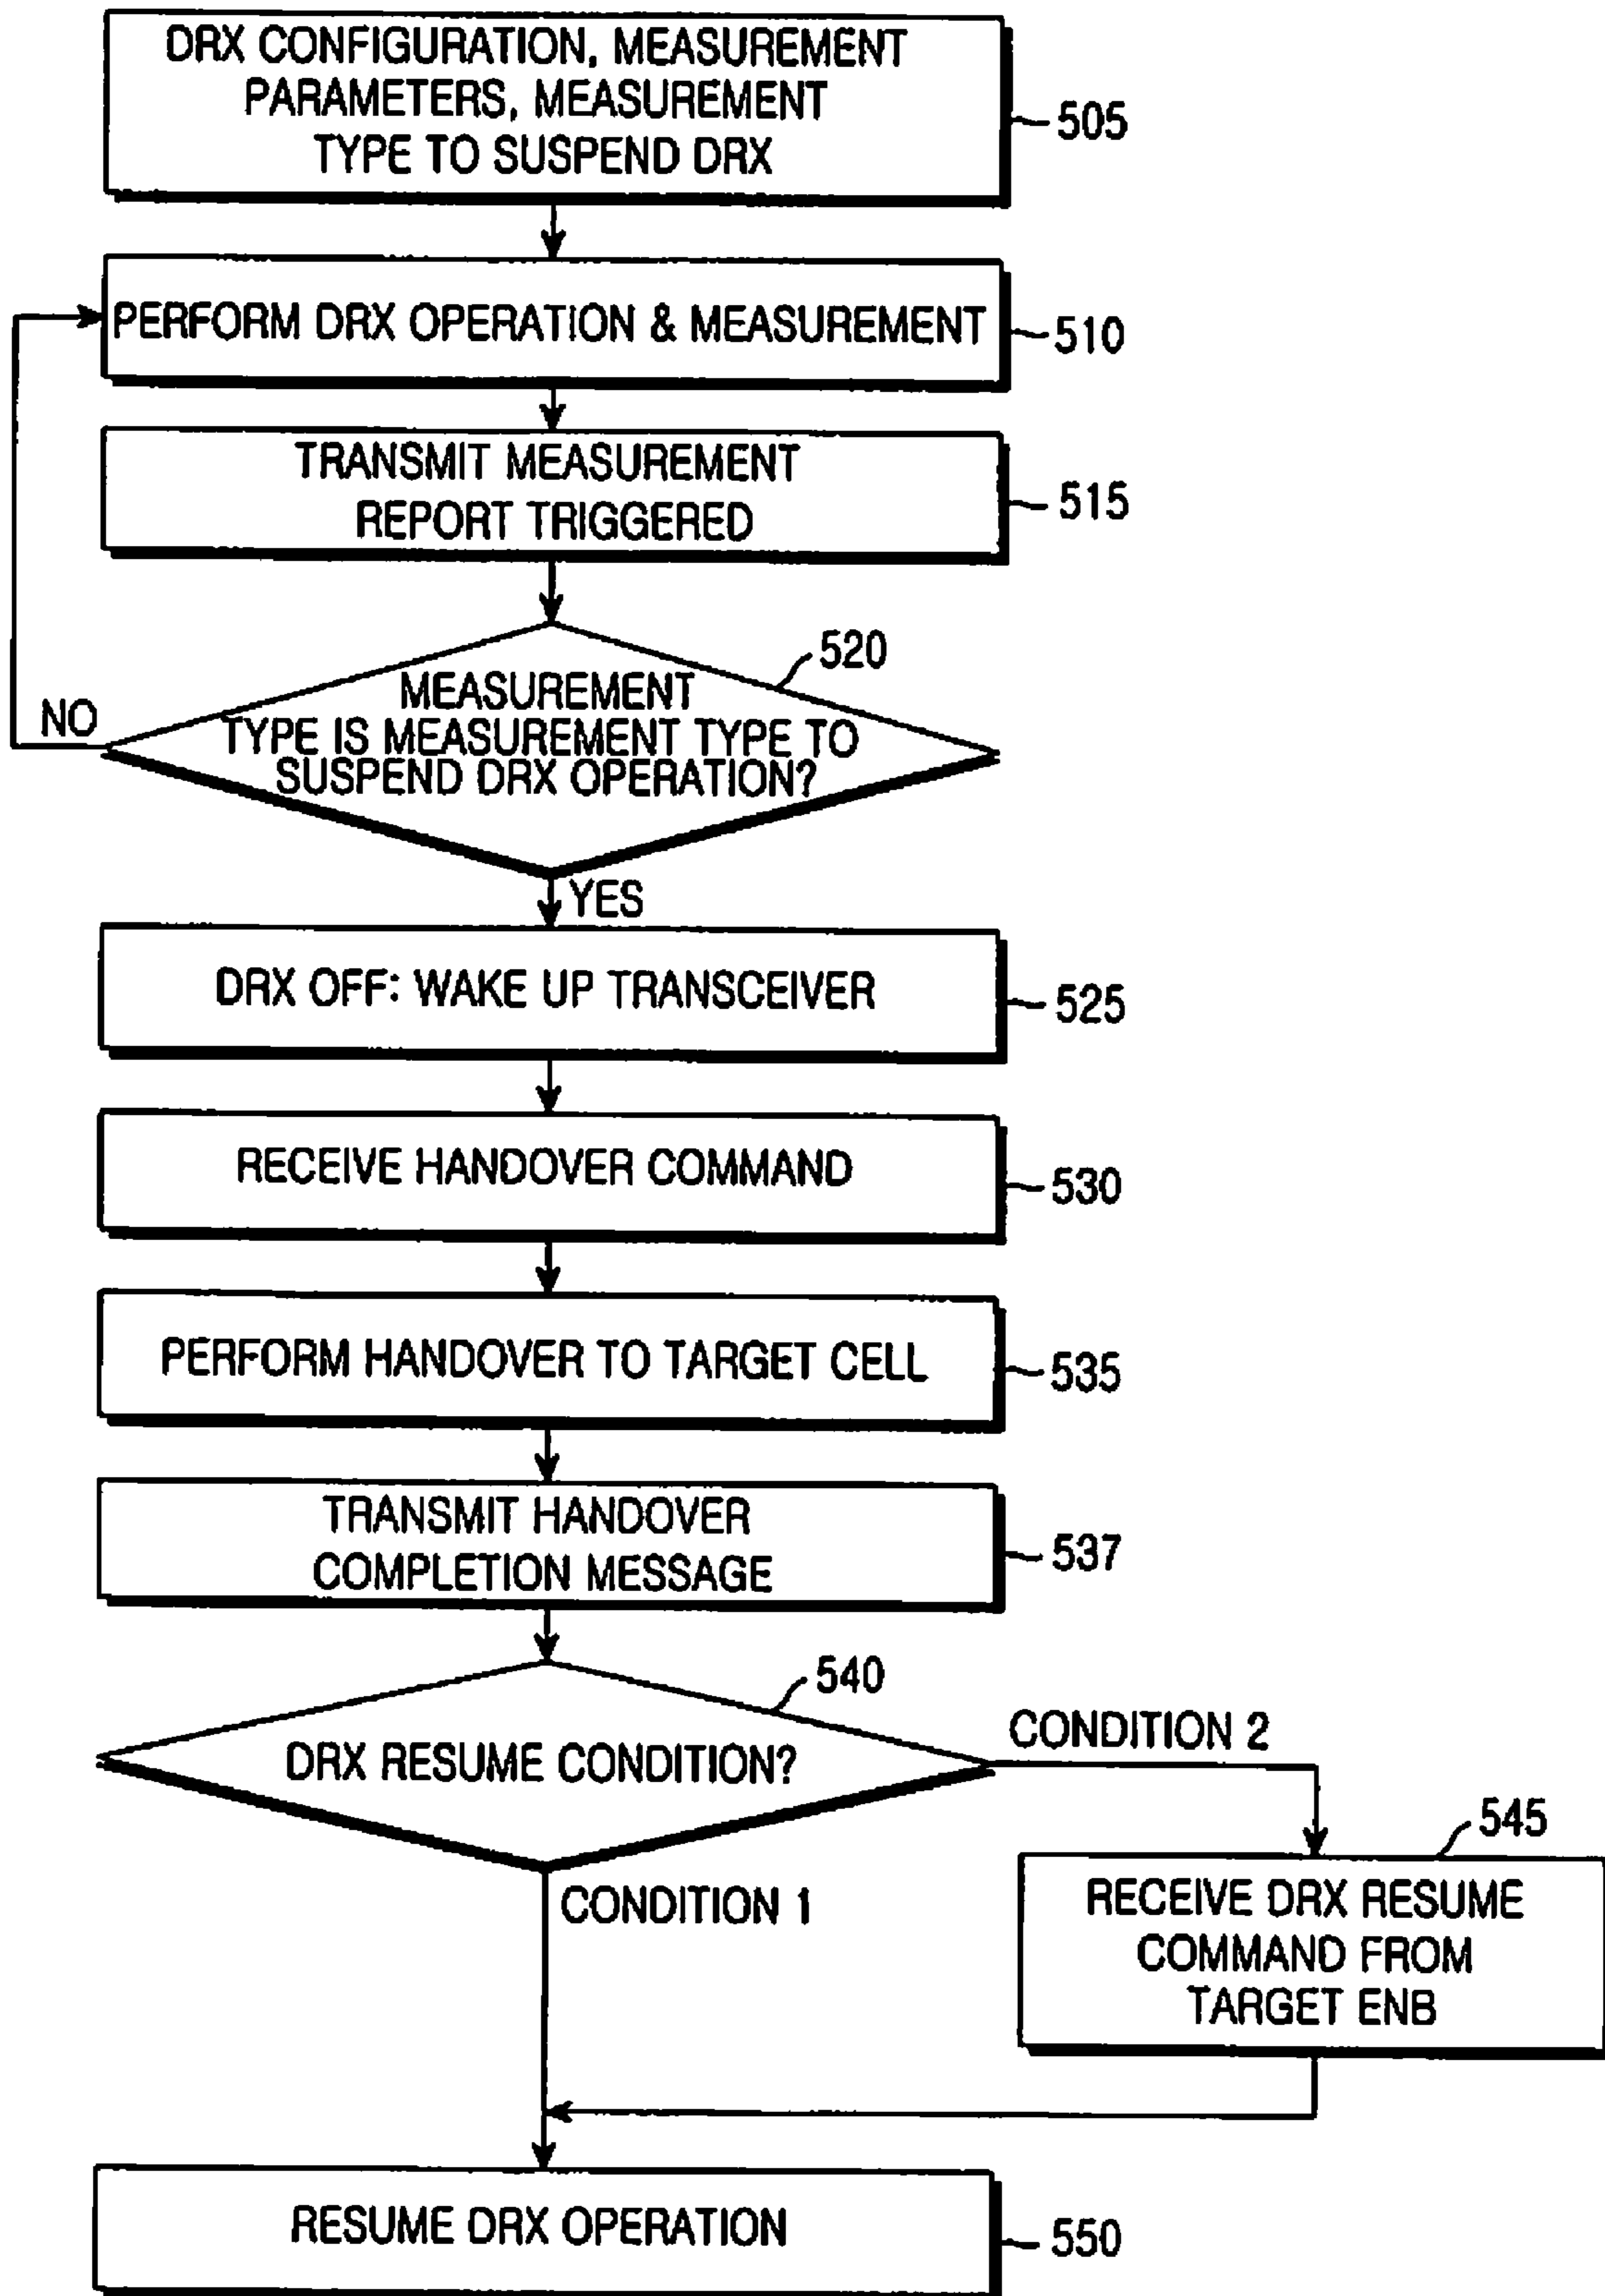 DRX CONFIGURATION, MEASUREMENT
PARAMETERS, MEASUREMENT
TYPE TO SUSPEND DRX
505
PERFORM DRX OPERATION & MEASUREMENT
510
TRANSMIT MEASUREMENT
REPORT TRIGGERED
515
520
MEASUREMENT
TYPE IS MEASUREMENT TYPE TO
SUSPEND DRX OPERATION?
NO
YES
DRX OFF: WAKE UP TRANSCEIVER
525
RECEIVE HANDOVER COMMAND
530
PERFORM HANDOVER TO TARGET CELL
535
TRANSMIT HANDOVER
COMPLETION MESSAGE
537
540
DRX RESUME CONDITION?
CONDITION 2
CONDITION 1
545
RECEIVE DRX RESUME
COMMAND FROM
TARGET ENB
RESUME DRX OPERATION
550